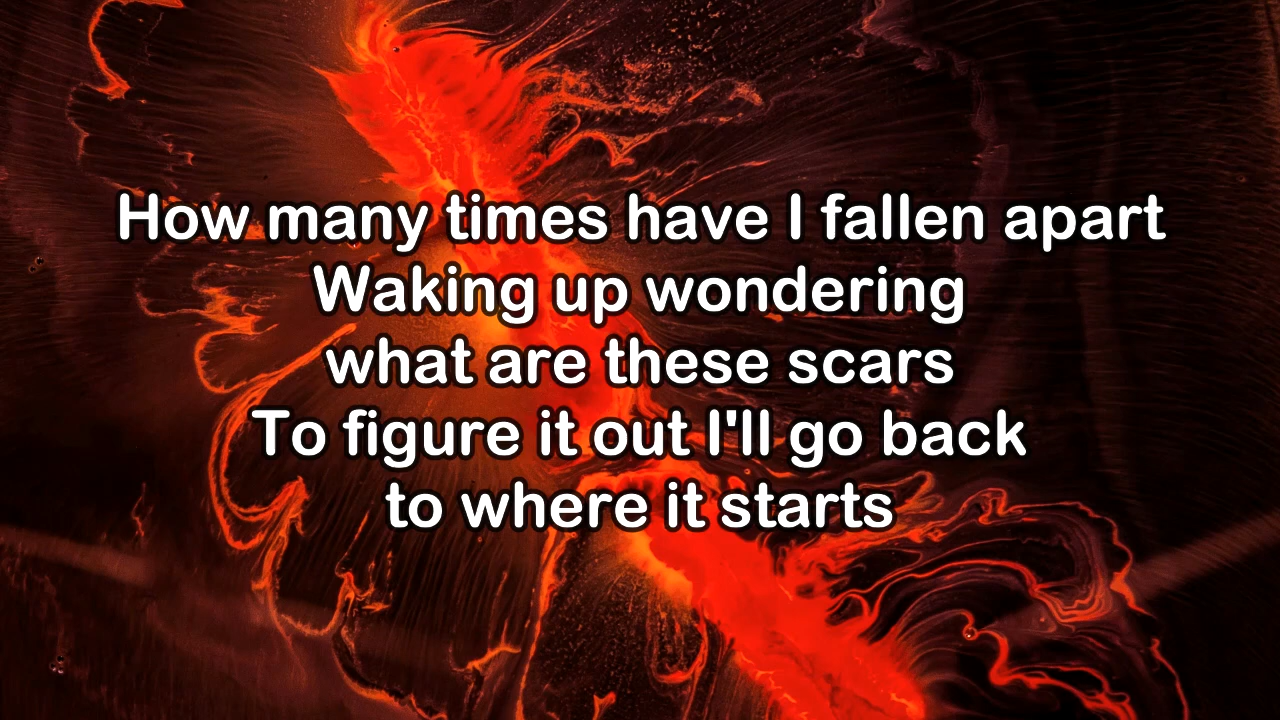 How many times have I fallen apart
Waking up wondering
what are these scars
To figure it out I'll go back
to where it starts